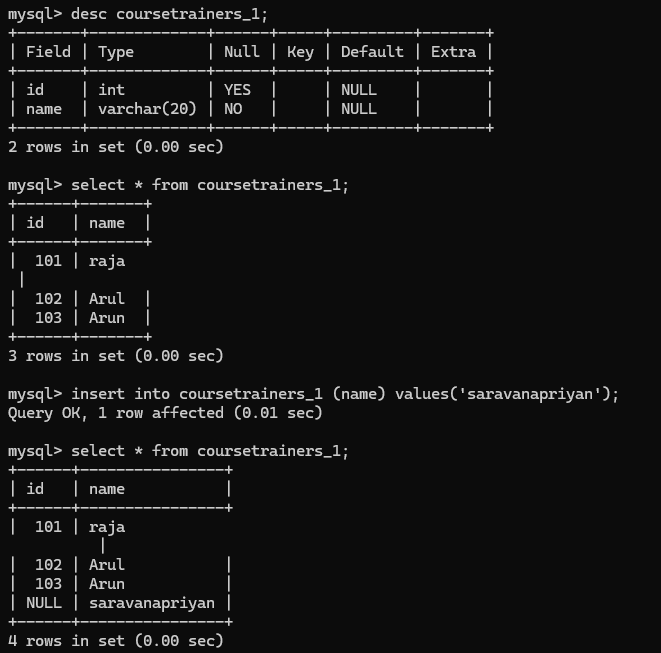 mysql> desc coursetrainers_1;
+-------+-------------+------+-----+---------+-------+
| Field | Type        | Null | Key | Default | Extra |
+-------+-------------+------+-----+---------+-------+
| id    | int         | YES  |     | NULL    |       |
| name  | varchar(20) | NO   |     | NULL    |       |
+-------+-------------+------+-----+---------+-------+
2 rows in set (0.00 sec)

mysql> select * from coursetrainers_1;
+------+-------+
| id   | name  |
+------+-------+
|  101 | raja
 |
|  102 | Arul  |
|  103 | Arun  |
+------+-------+
3 rows in set (0.00 sec)

mysql> insert into coursetrainers_1 (name) values('saravanapriyan');
Query OK, 1 row affected (0.01 sec)

mysql> select * from coursetrainers_1;
+------+----------------+
| id   | name           |
+------+----------------+
|  101 | raja
          |
|  102 | Arul           |
|  103 | Arun           |
| NULL | saravanapriyan |
+------+----------------+
4 rows in set (0.00 sec)